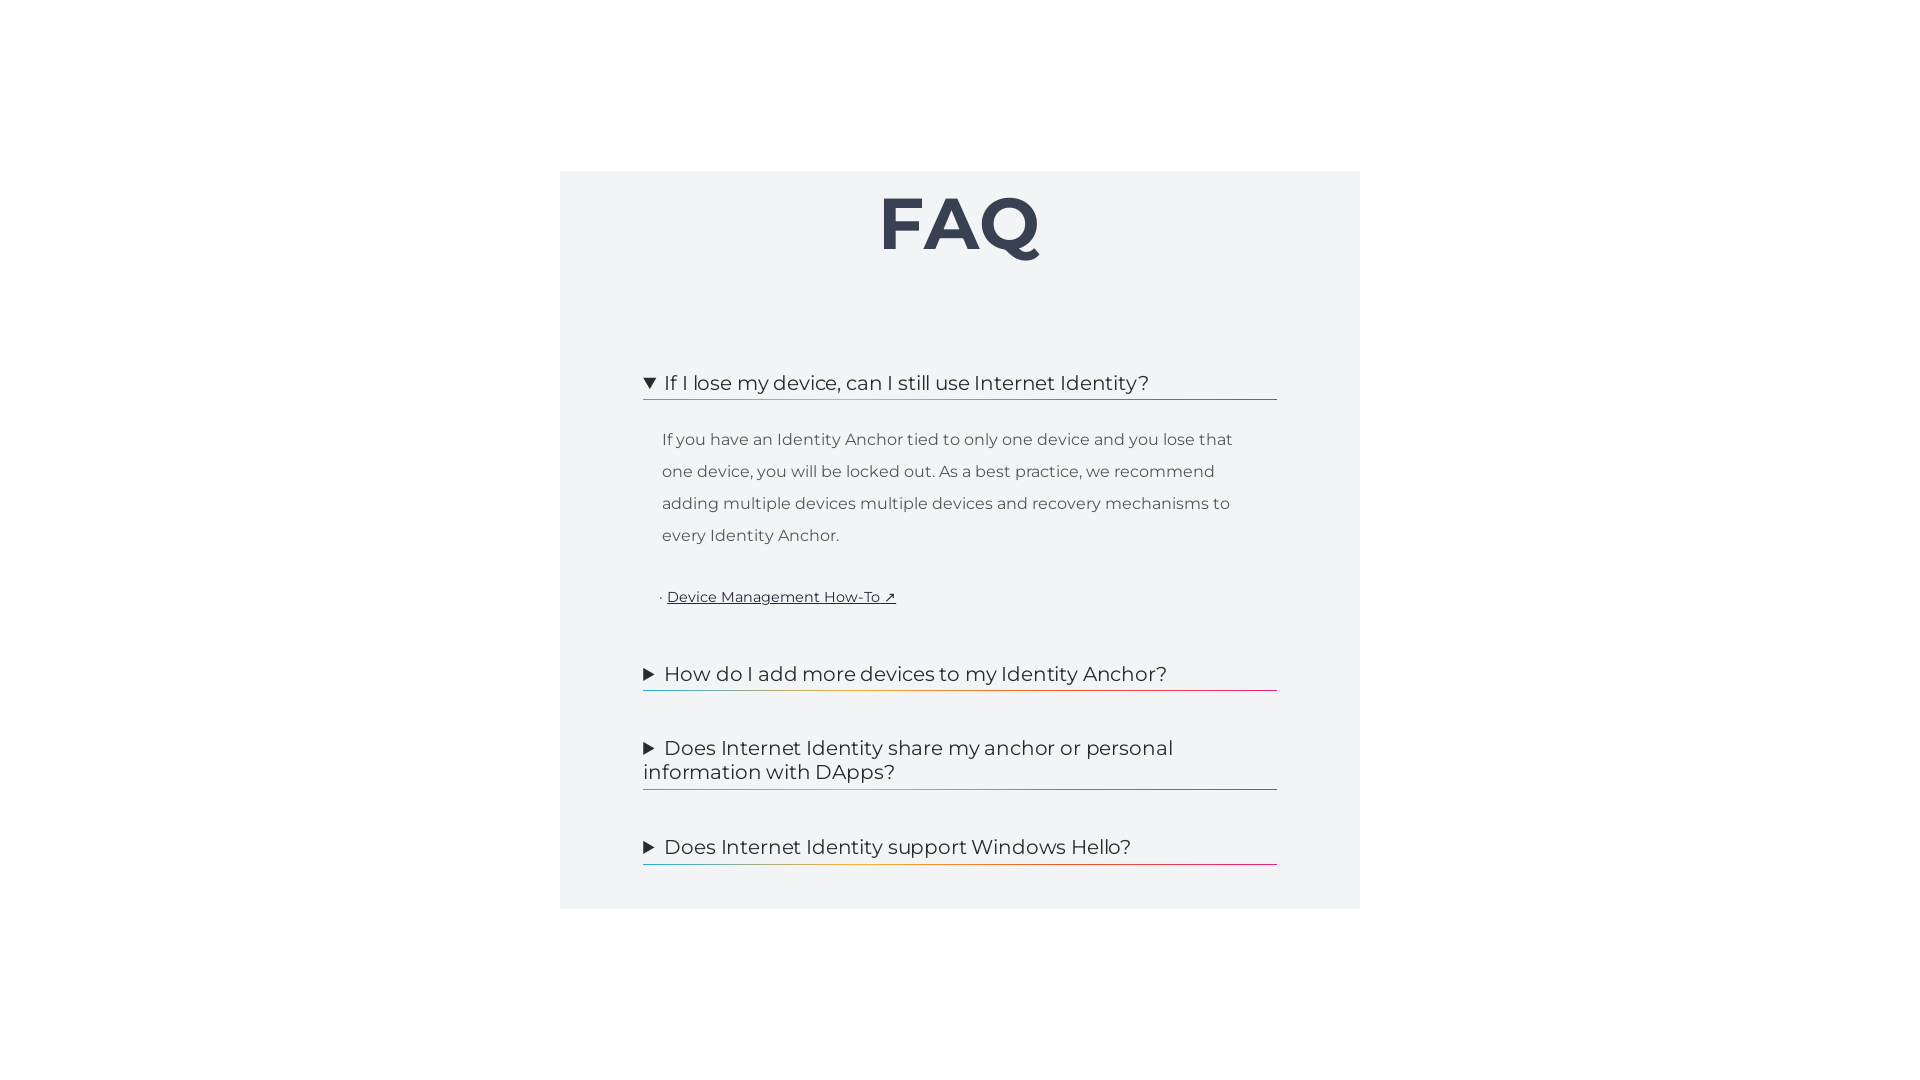 FAQ
▼ If I lose my device, can I still use Internet Identity?
If you have an Identity Anchor tied to only one device and you lose that
one device, you will be locked out. As a best practice, we recommend
adding multiple devices multiple devices and recovery mechanisms to
every Identity Anchor.
· Device Management How-To ↗
▶ How do I add more devices to my Identity Anchor?
▶ Does Internet Identity share my anchor or personal
information with DApps?
▶ Does Internet Identity support Windows Hello?